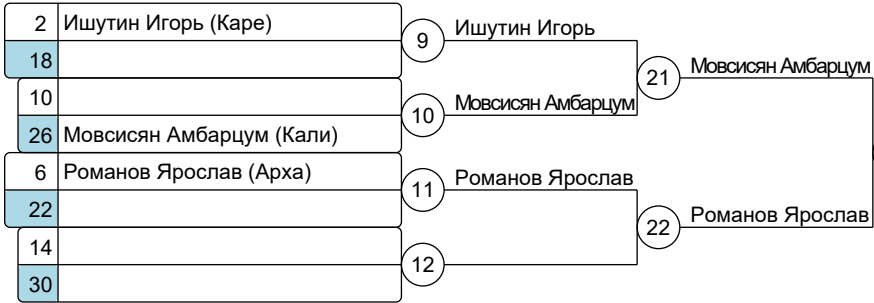 2 Ишутин Игорь (Каре)
18
9 Ишутин Игорь
10
26 Мовсисян Амбарцум (Кали)
10 Мовсисян Амбарцум
21 Мовсисян Амбарцум
6 Романов Ярослав (Арха)
22
11 Романов Ярослав
14
30
12
22 Романов Ярослав